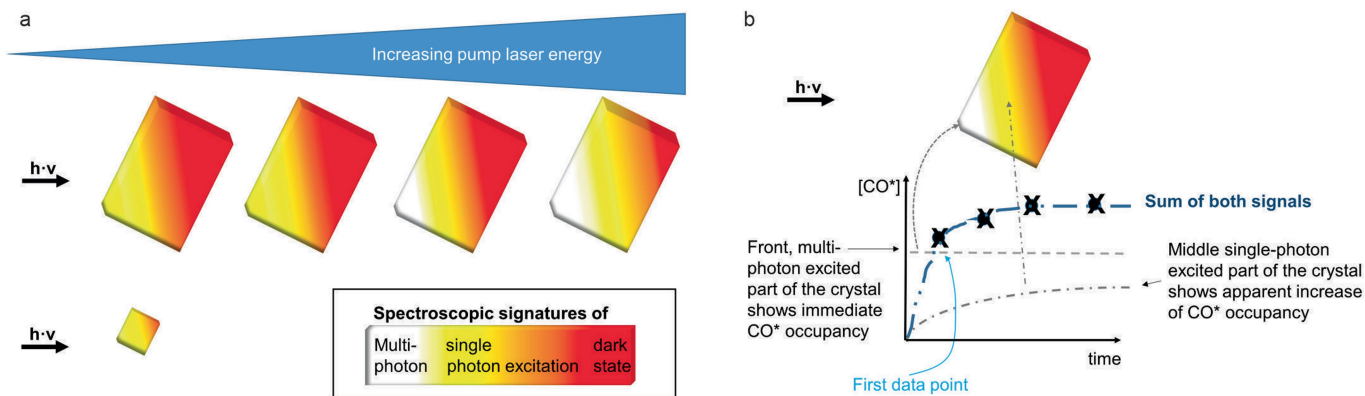 a
Increasing pump laser energy
h·v
h·v
Spectroscopic signatures of
Multi- single dark
photon photon excitation state
b
h·v
[CO*]
Sum of both signals
Front, multi-
photon excited
part of the crystal
shows immediate
CO* occupancy
Middle single-photon
excited part of the crystal
shows apparent increase
of CO* occupancy
time
First data point